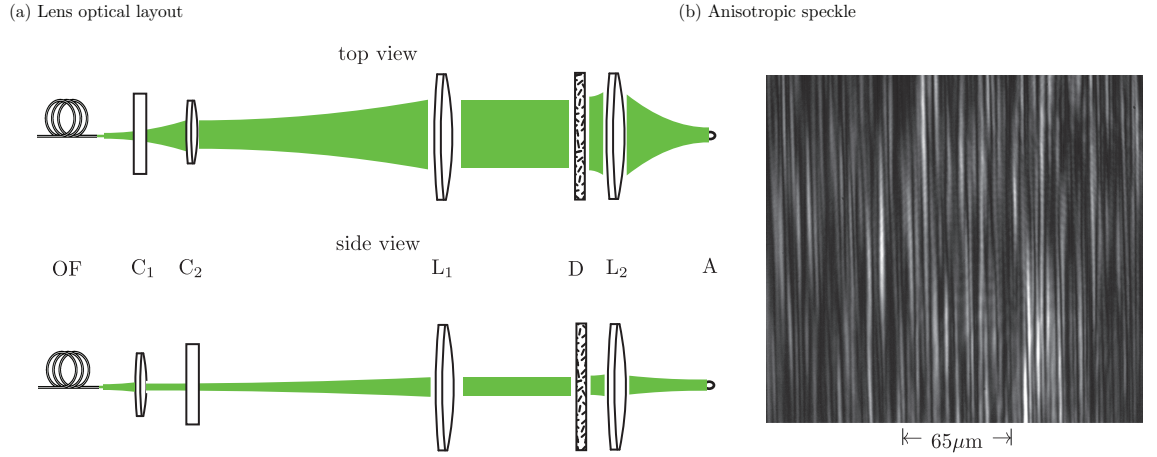 (a) Lens optical layout
(b) Anisotropic speckle
top view
side view
OF C₁ C₂ L₁ D L₂ A
65μm